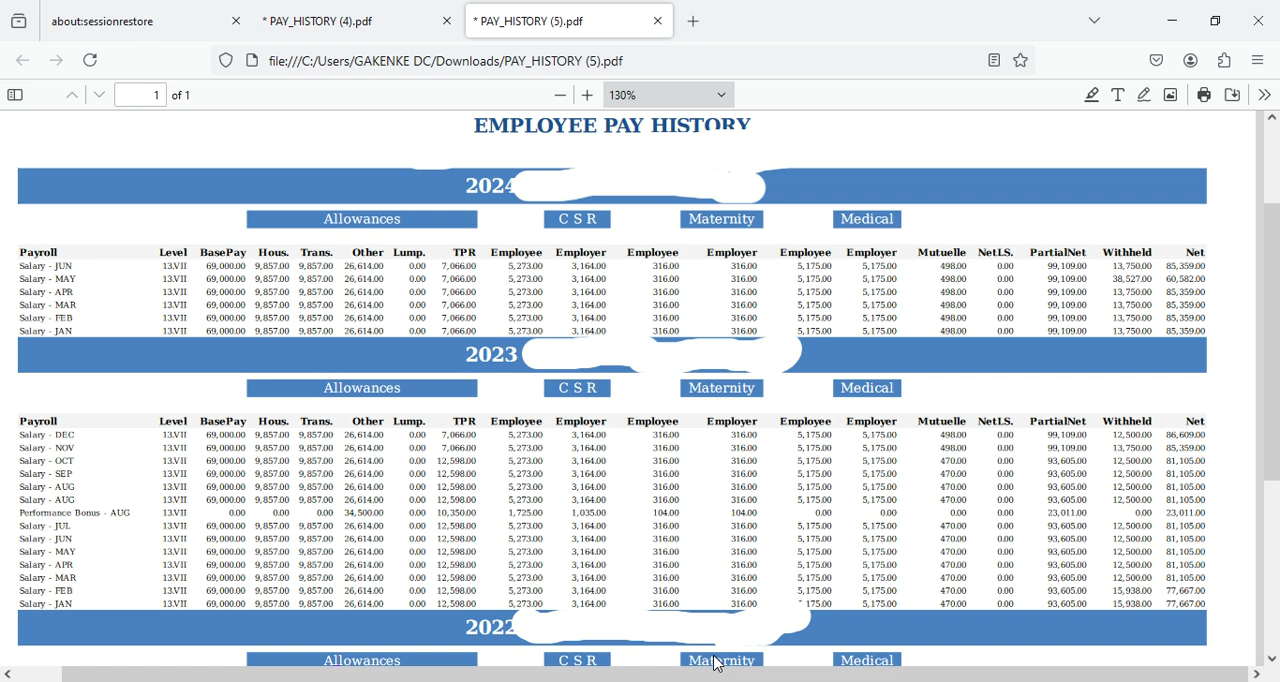 about:sessionrestore
* PAY_HISTORY (4).pdf
* PAY_HISTORY (5).pdf
file:///C:/Users/GAKENKE DC/Downloads/PAY_HISTORY (5).pdf
1 of 1
130%
EMPLOYEE PAY HISTORY
2024
Allowances C S R Maternity Medical
Payroll Level BasePay Hous. Trans. Other Lump. TPR Employee Employer Employee Employer Employee Employer Mutuelle NetI.S. PartialNet Withheld Net
Salary - JUN 13.VII 69,000.00 9,857.00 9,857.00 26,614.00 0.00 7,066.00 5,273.00 3,164.00 316.00 316.00 5,175.00 5,175.00 498.00 0.00 99,109.00 13,750.00 85,359.00
Salary - MAY 13.VII 69,000.00 9,857.00 9,857.00 26,614.00 0.00 7,066.00 5,273.00 3,164.00 316.00 316.00 5,175.00 5,175.00 498.00 0.00 99,109.00 38,527.00 60,582.00
Salary - APR 13.VII 69,000.00 9,857.00 9,857.00 26,614.00 0.00 7,066.00 5,273.00 3,164.00 316.00 316.00 5,175.00 5,175.00 498.00 0.00 99,109.00 13,750.00 85,359.00
Salary - MAR 13.VII 69,000.00 9,857.00 9,857.00 26,614.00 0.00 7,066.00 5,273.00 3,164.00 316.00 316.00 5,175.00 5,175.00 498.00 0.00 99,109.00 13,750.00 85,359.00
Salary - FEB 13.VII 69,000.00 9,857.00 9,857.00 26,614.00 0.00 7,066.00 5,273.00 3,164.00 316.00 316.00 5,175.00 5,175.00 498.00 0.00 99,109.00 13,750.00 85,359.00
Salary - JAN 13.VII 69,000.00 9,857.00 9,857.00 26,614.00 0.00 7,066.00 5,273.00 3,164.00 316.00 316.00 5,175.00 5,175.00 498.00 0.00 99,109.00 13,750.00 85,359.00
2023
Allowances C S R Maternity Medical
Payroll Level BasePay Hous. Trans. Other Lump. TPR Employee Employer Employee Employer Employee Employer Mutuelle NetI.S. PartialNet Withheld Net
Salary - DEC 13.VII 69,000.00 9,857.00 9,857.00 26,614.00 0.00 7,066.00 5,273.00 3,164.00 316.00 316.00 5,175.00 5,175.00 498.00 0.00 99,109.00 12,500.00 86,609.00
Salary - NOV 13.VII 69,000.00 9,857.00 9,857.00 26,614.00 0.00 7,066.00 5,273.00 3,164.00 316.00 316.00 5,175.00 5,175.00 498.00 0.00 99,109.00 13,750.00 85,359.00
Salary - OCT 13.VII 69,000.00 9,857.00 9,857.00 26,614.00 0.00 12,598.00 5,273.00 3,164.00 316.00 316.00 5,175.00 5,175.00 470.00 0.00 93,605.00 12,500.00 81,105.00
Salary - SEP 13.VII 69,000.00 9,857.00 9,857.00 26,614.00 0.00 12,598.00 5,273.00 3,164.00 316.00 316.00 5,175.00 5,175.00 470.00 0.00 93,605.00 12,500.00 81,105.00
Salary - AUG 13.VII 69,000.00 9,857.00 9,857.00 26,614.00 0.00 12,598.00 5,273.00 3,164.00 316.00 316.00 5,175.00 5,175.00 470.00 0.00 93,605.00 12,500.00 81,105.00
Salary - AUG 13.VII 69,000.00 9,857.00 9,857.00 26,614.00 0.00 12,598.00 5,273.00 3,164.00 316.00 316.00 5,175.00 5,175.00 470.00 0.00 93,605.00 12,500.00 81,105.00
Performance Bonus - AUG 13.VII 0.00 0.00 0.00 34,500.00 0.00 10,350.00 1,725.00 1,035.00 104.00 104.00 0.00 0.00 0.00 0.00 23,011.00 0.00 23,011.00
Salary - JUL 13.VII 69,000.00 9,857.00 9,857.00 26,614.00 0.00 12,598.00 5,273.00 3,164.00 316.00 316.00 5,175.00 5,175.00 470.00 0.00 93,605.00 12,500.00 81,105.00
Salary - JUN 13.VII 69,000.00 9,857.00 9,857.00 26,614.00 0.00 12,598.00 5,273.00 3,164.00 316.00 316.00 5,175.00 5,175.00 470.00 0.00 93,605.00 12,500.00 81,105.00
Salary - MAY 13.VII 69,000.00 9,857.00 9,857.00 26,614.00 0.00 12,598.00 5,273.00 3,164.00 316.00 316.00 5,175.00 5,175.00 470.00 0.00 93,605.00 12,500.00 81,105.00
Salary - APR 13.VII 69,000.00 9,857.00 9,857.00 26,614.00 0.00 12,598.00 5,273.00 3,164.00 316.00 316.00 5,175.00 5,175.00 470.00 0.00 93,605.00 12,500.00 81,105.00
Salary - MAR 13.VII 69,000.00 9,857.00 9,857.00 26,614.00 0.00 12,598.00 5,273.00 3,164.00 316.00 316.00 5,175.00 5,175.00 470.00 0.00 93,605.00 12,500.00 81,105.00
Salary - FEB 13.VII 69,000.00 9,857.00 9,857.00 26,614.00 0.00 12,598.00 5,273.00 3,164.00 316.00 316.00 5,175.00 5,175.00 470.00 0.00 93,605.00 15,938.00 77,667.00
Salary - JAN 13.VII 69,000.00 9,857.00 9,857.00 26,614.00 0.00 12,598.00 5,273.00 3,164.00 316.00 316.00 175.00 5,175.00 470.00 0.00 93,605.00 15,938.00 77,667.00
2022
Allowances C S R Maternity Medical